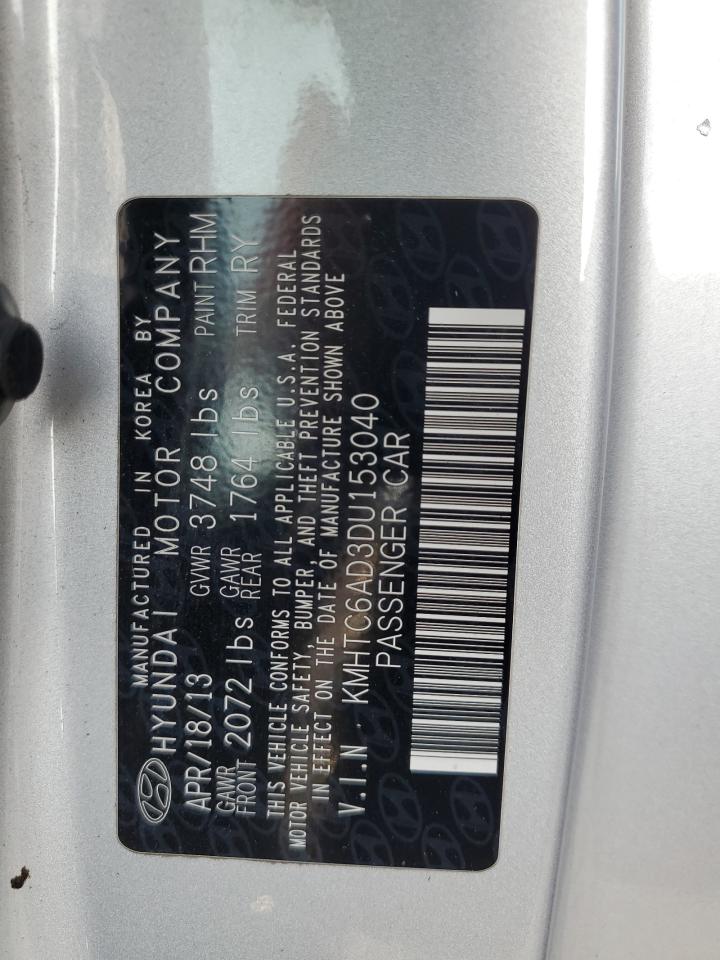 MANUFACTURED IN KOREA BY
HYUNDAI MOTOR COMPANY
APR/18/13 GVWR 3748 lbs PAINT RHM
GAWR FRONT 2072 lbs GAWR REAR 1764 lbs TRIM RY
THIS VEHICLE CONFORMS TO ALL APPLICABLE U.S.A. FEDERAL
MOTOR VEHICLE SAFETY, BUMPER, AND THEFT PREVENTION STANDARDS
IN EFFECT ON THE DATE OF MANUFACTURE SHOWN ABOVE
V.I.N : KMHTC6AD3DU153040
PASSENGER CAR